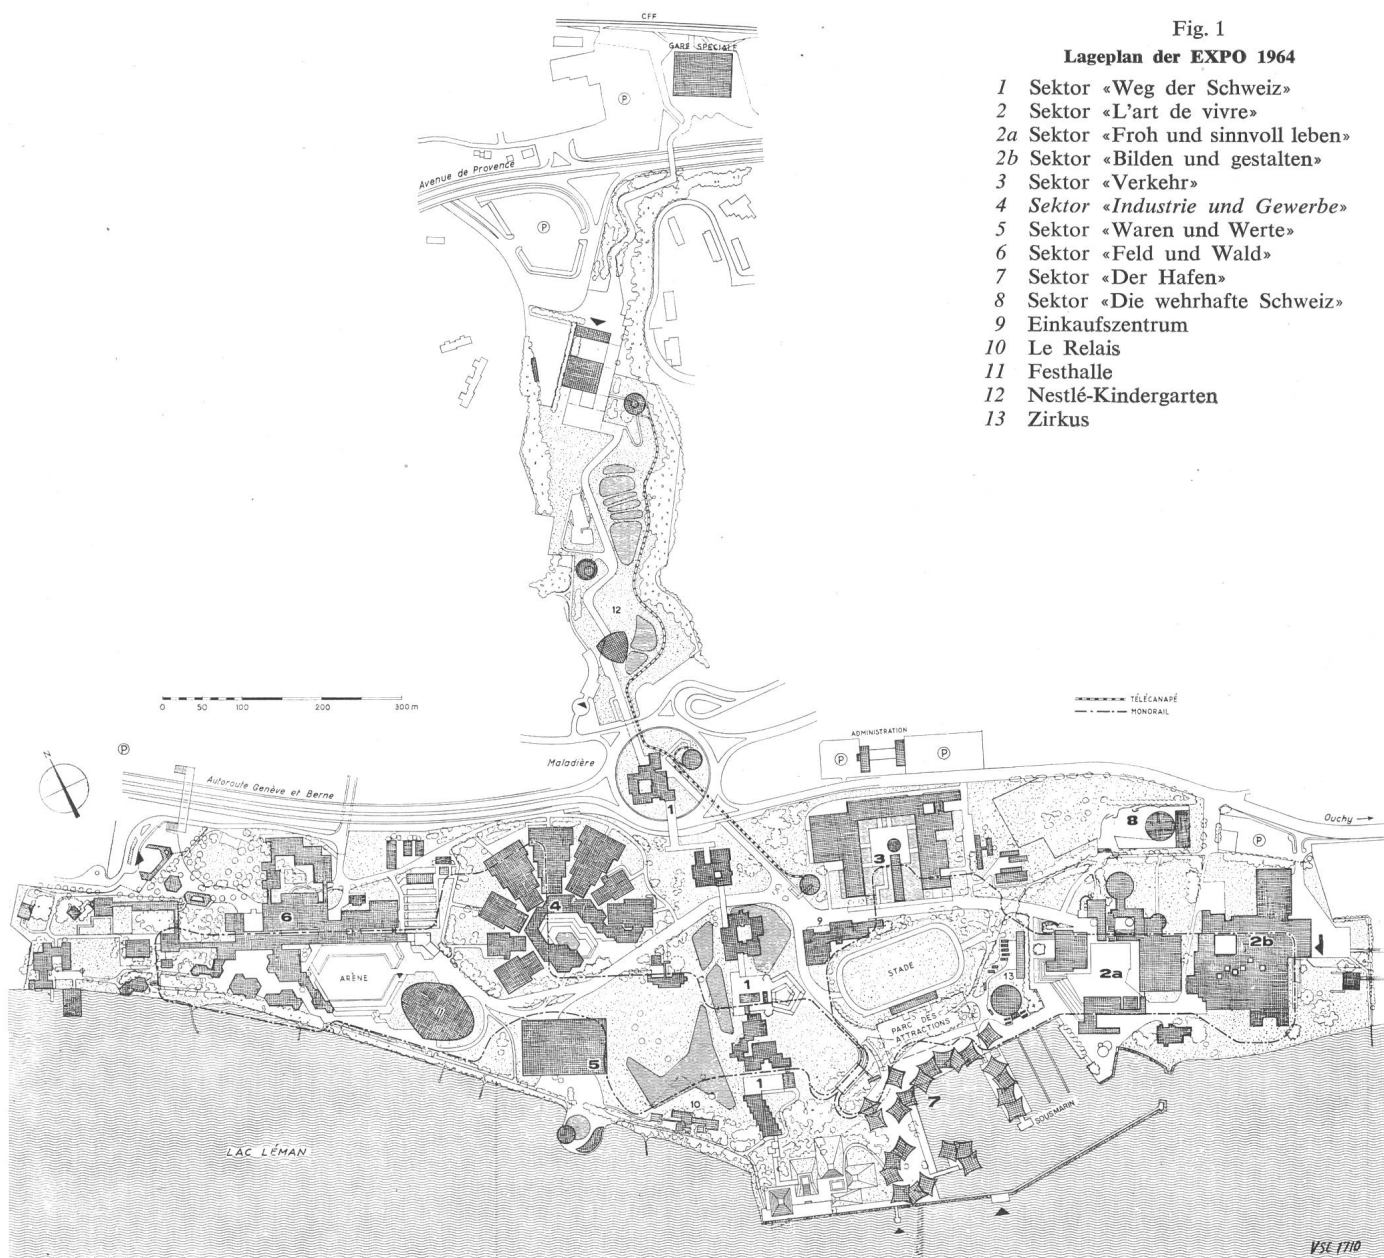 CFF
GARE SPÉCIALE
Fig. 1
Lageplan der EXPO 1964
1 Sektor «Weg der Schweiz»
2 Sektor «L'art de vivre»
2a Sektor «Froh und sinnvoll leben»
2b Sektor «Bilden und gestalten»
3 Sektor «Verkehr»
4 Sektor «Industrie und Gewerbe»
5 Sektor «Waren und Werte»
6 Sektor «Feld und Wald»
7 Sektor «Der Hafen»
8 Sektor «Die wehrhafte Schweiz»
9 Einkaufszentrum
10 Le Relais
11 Festhalle
12 Nestlé-Kindergarten
13 Zirkus
P
Avenue de Provence
P
12
0 50 100 200 300 m
TÉLÉCANAPÉ
MONORAIL
ADMINISTRATION
P
P
N
P
Maladière
Autoroute Genève et Berne
1
8
Ouchy
P
3
6
4
9
2b
STADE
2a
13
ARÈNE
1
11
PARC DES
ATTRACTIONS
5
1
7
10
SOUS MARIN
LAC LÉMAN
VSE 1710